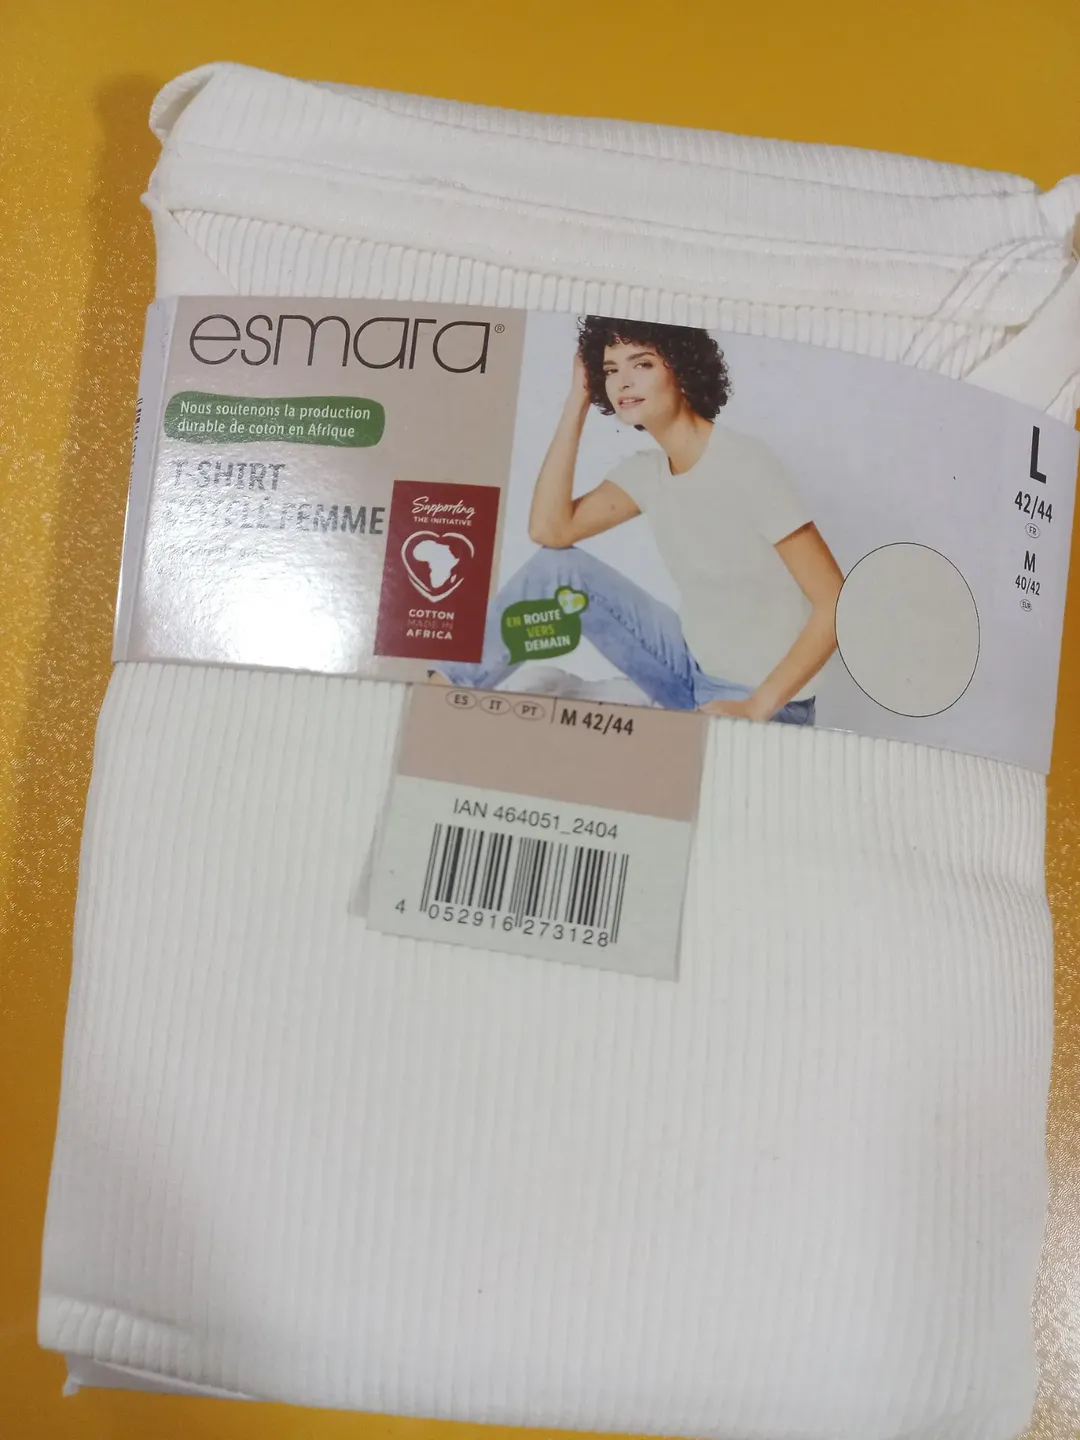 esmara®
Nous soutenons la production
durable de coton en Afrique
T-SHIRT
CÔTELÉ FEMME
Supporting
THE INITIATIVE
COTTON
MADE IN
AFRICA
EN ROUTE
VERS
DEMAIN
L
42/44
FR
M
40/42
EUR
ES IT PT M 42/44
IAN 464051_2404
4 052916 273128